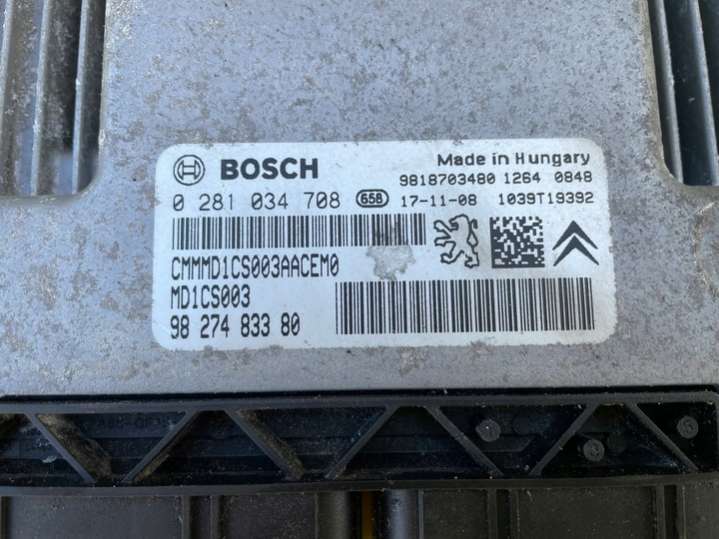 BOSCH
Made in Hungary
9818703480 1264 0848
0 281 034 708 658 17-11-08 1039T19392
CMMMD1CS003AACEM0
MD1CS003
98 274 833 80